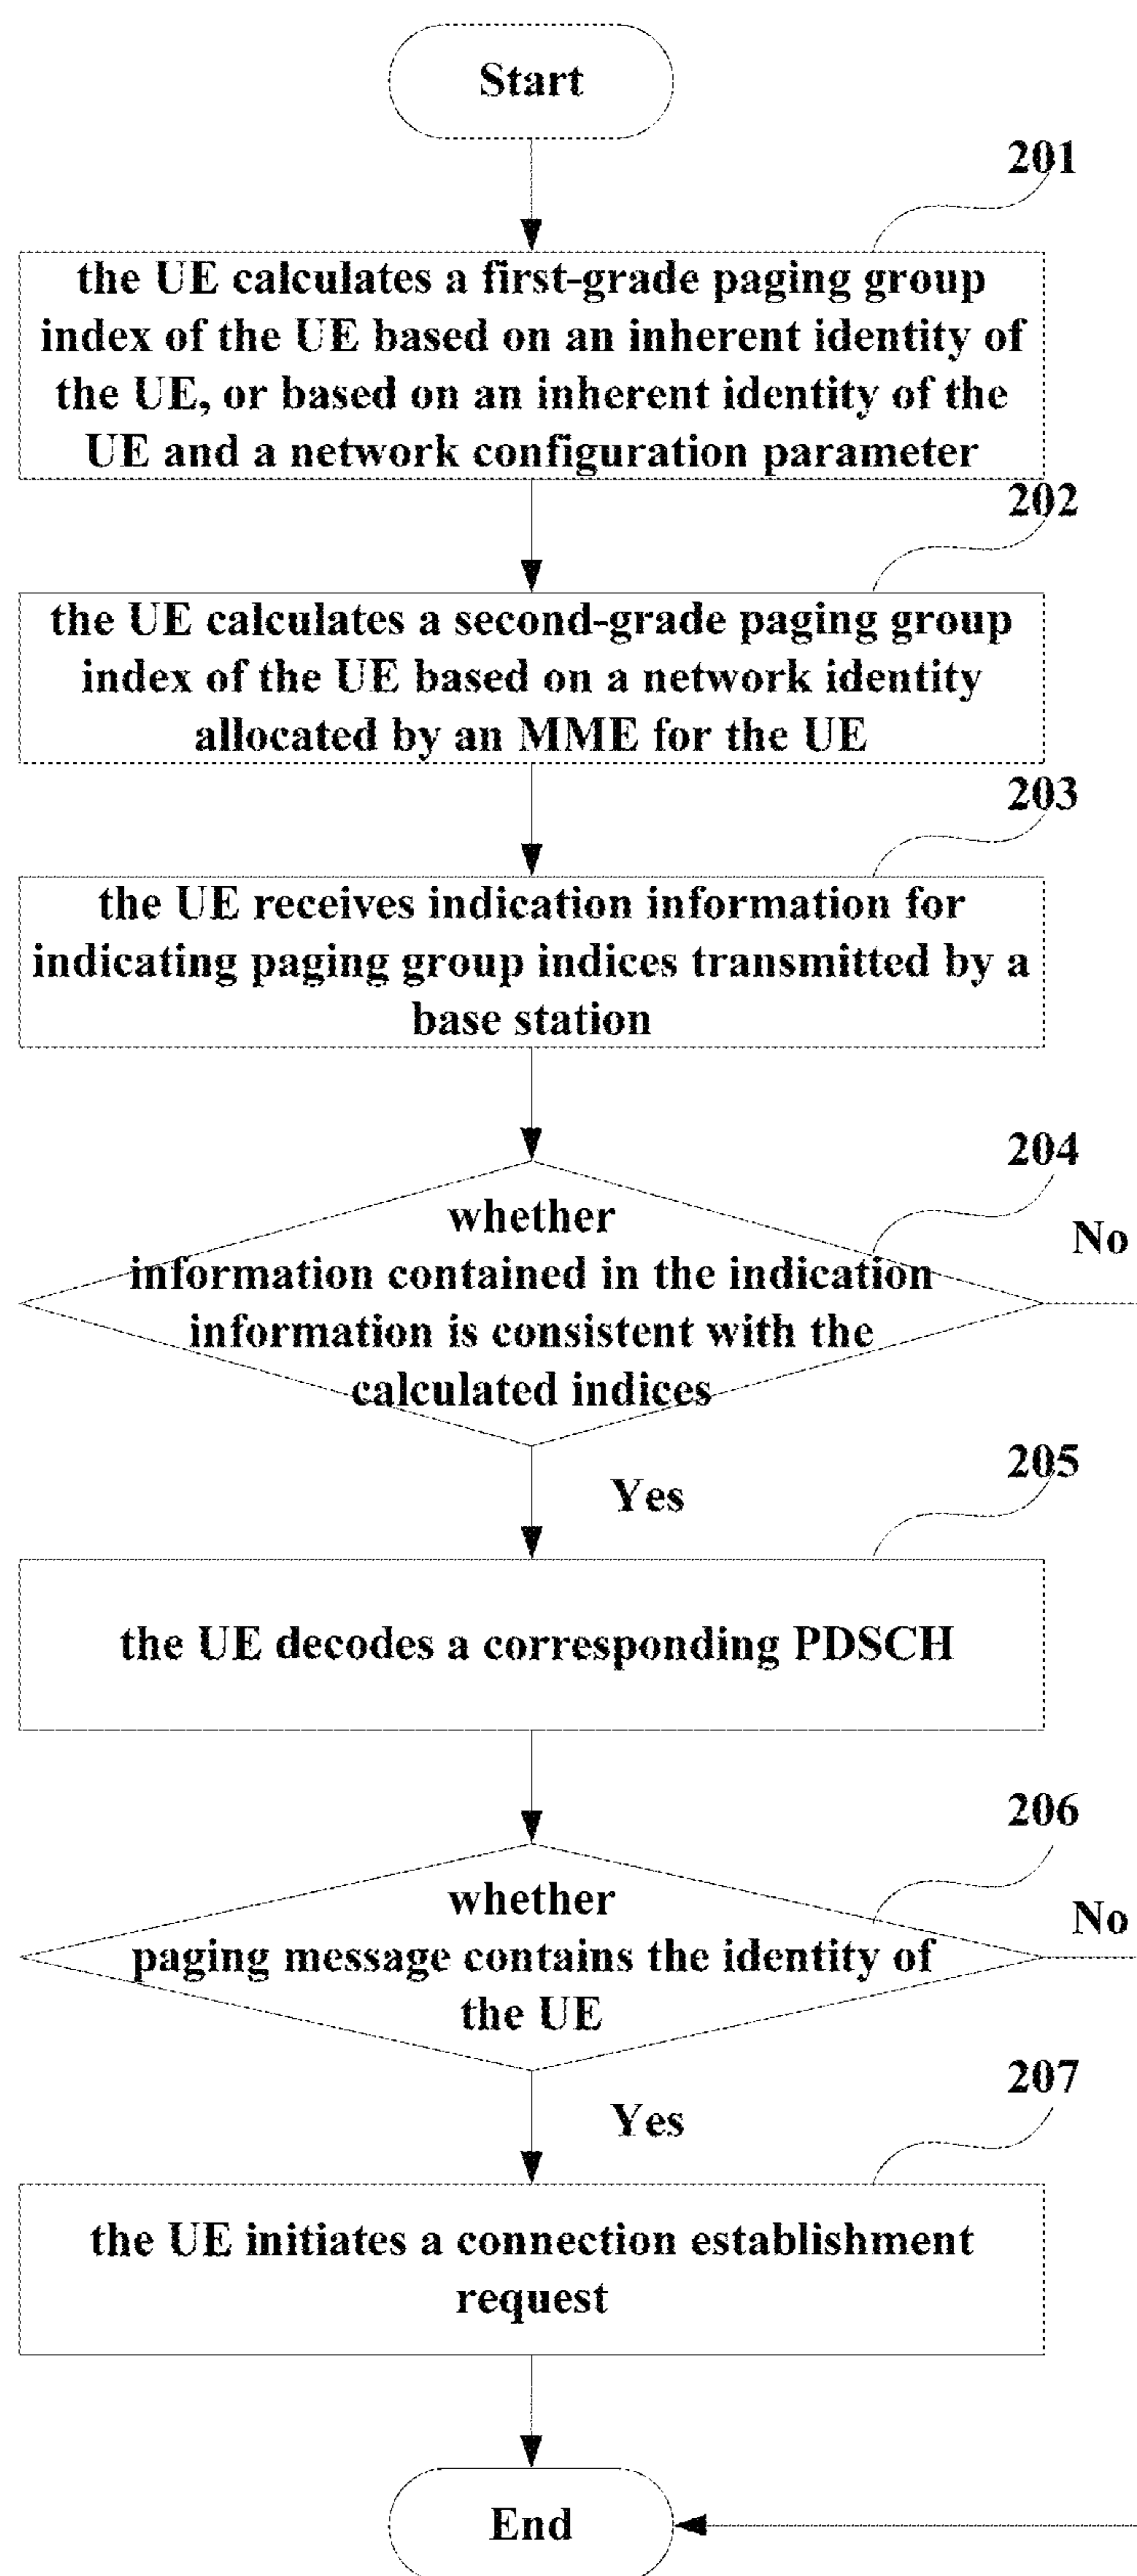 Start
201
the UE calculates a first-grade paging group
index of the UE based on an inherent identity of
the UE, or based on an inherent identity of the
UE and a network configuration parameter
202
the UE calculates a second-grade paging group
index of the UE based on a network identity
allocated by an MME for the UE
203
the UE receives indication information for
indicating paging group indices transmitted by a
base station
204
No
whether
information contained in the indication
information is consistent with the
calculated indices
Yes
205
the UE decodes a corresponding PDSCH
206
No
whether
paging message contains the identity of
the UE
Yes
207
the UE initiates a connection establishment
request
End